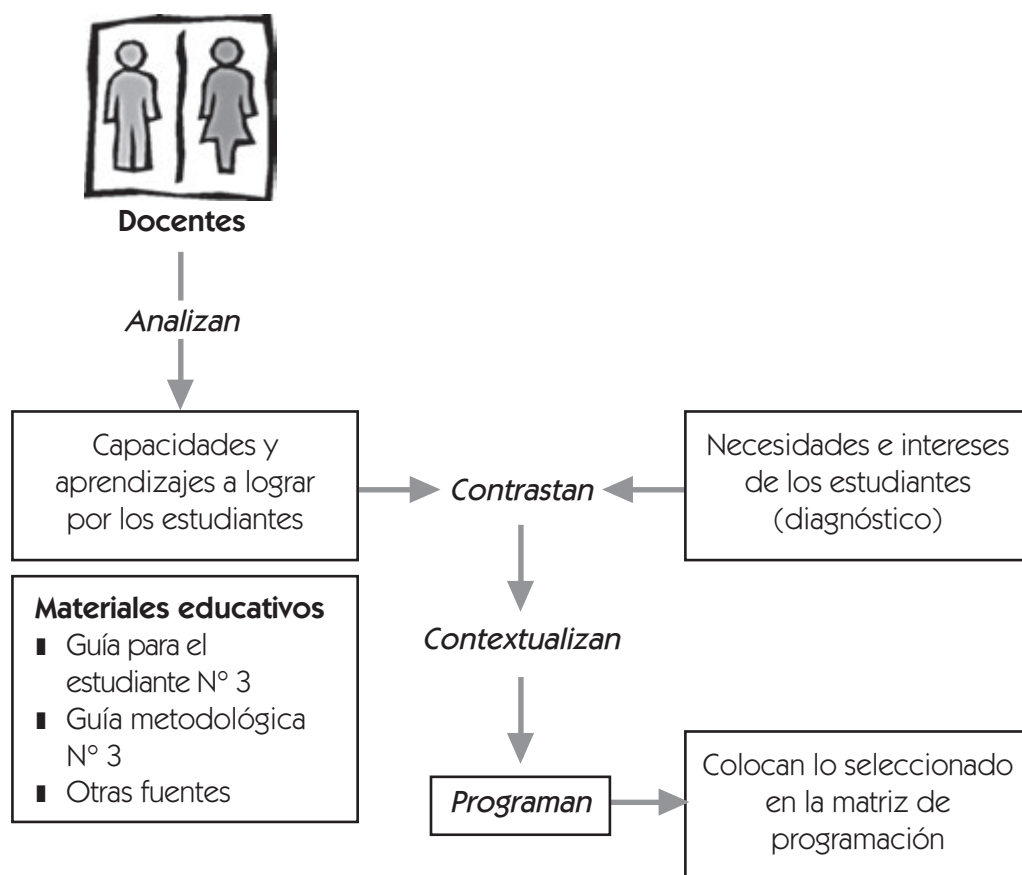 Docentes
Analizan
Capacidades y
aprendizajes a lograr
por los estudiantes
Contrastan
Necesidades e intereses
de los estudiantes
(diagnóstico)
Materiales educativos
Guía para el
estudiante N° 3
Guía metodológica
N° 3
Otras fuentes
Contextualizan
Programan
Colocan lo seleccionado
en la matriz de
programación